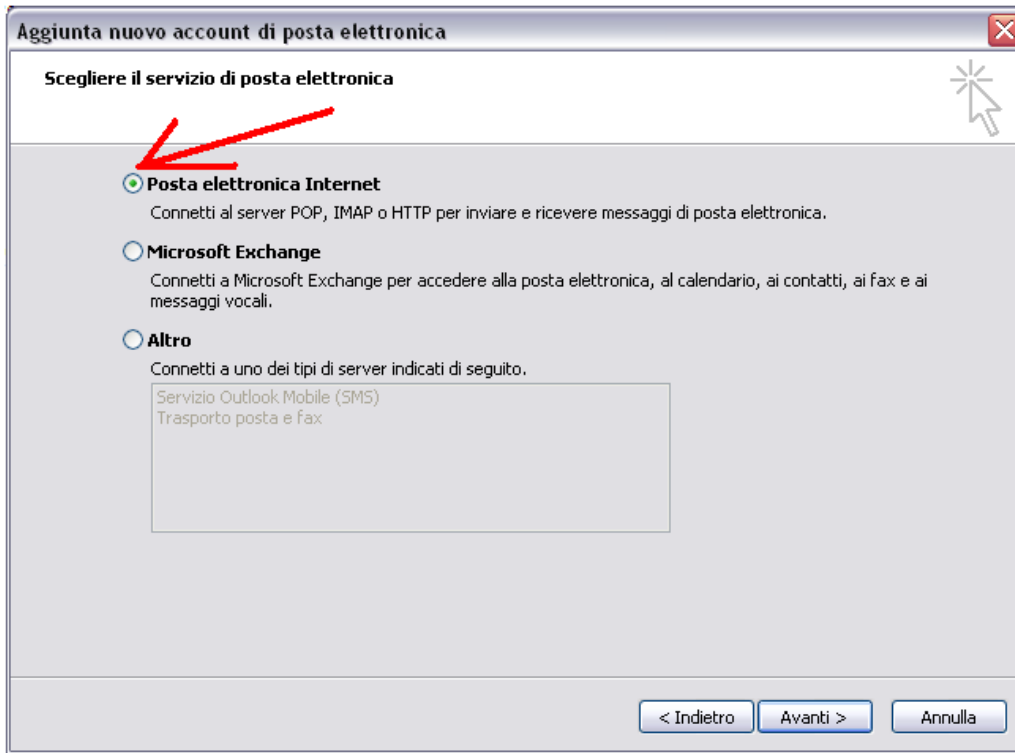 Aggiunta nuovo account di posta elettronica
Scegliere il servizio di posta elettronica
Posta elettronica Internet
Connetti al server POP, IMAP o HTTP per inviare e ricevere messaggi di posta elettronica.
Microsoft Exchange
Connetti a Microsoft Exchange per accedere alla posta elettronica, al calendario, ai contatti, ai fax e ai
messaggi vocali.
Altro
Connetti a uno dei tipi di server indicati di seguito.
Servizio Outlook Mobile (SMS)
Trasporto posta e fax
< Indietro Avanti > Annulla